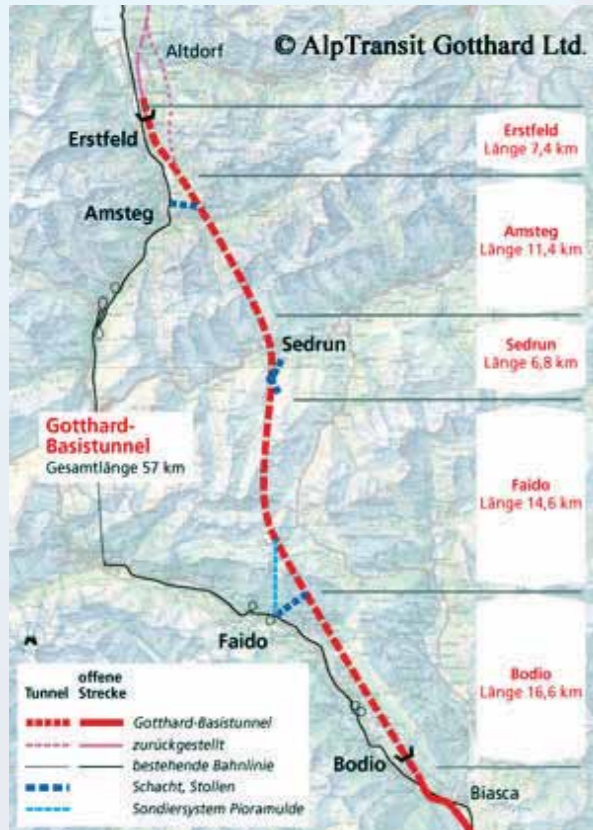 Altdorf
© AlpTransit Gotthard Ltd.
Erstfeld
Erstfeld
Länge 7,4 km
Amsteg
Amsteg
Länge 11,4 km
Sedrun
Sedrun
Länge 6,8 km
Gotthard-
Basistunnel
Gesamtlänge 57 km
Faido
Länge 14,6 km
Faido
Bodio
Länge 16,6 km
Bodio
Biasca
Tunnel
offene
Strecke
Gotthard-Basistunnel
zurückgestellt
bestehende Bahnlinie
Schacht, Stollen
Sondiersystem Pioramulde